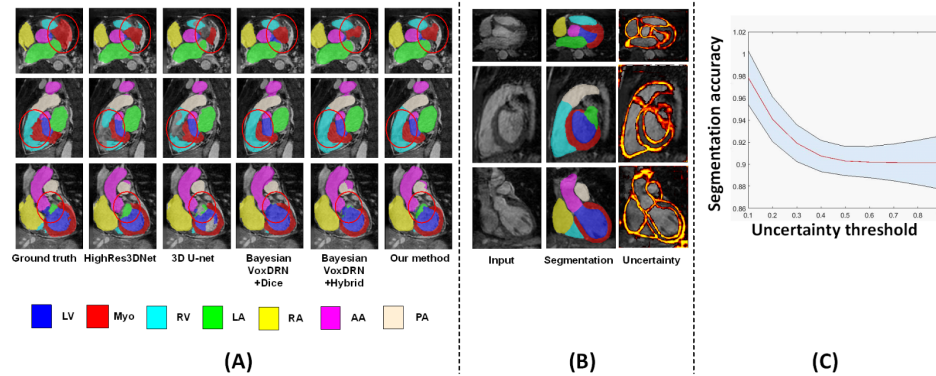 Ground truth HighRes3DNet 3D U-net Bayesian VoxDRN +Dice Bayesian VoxDRN +Hybrid Our method
LV Myo RV LA RA AA PA
(A)
Input Segmentation Uncertainty
(B)
Segmentation accuracy
1.02
1
0.98
0.96
0.94
0.92
0.9
0.88
0.86
0.1 0.2 0.3 0.4 0.5 0.6 0.7 0.8
Uncertainty threshold
(C)